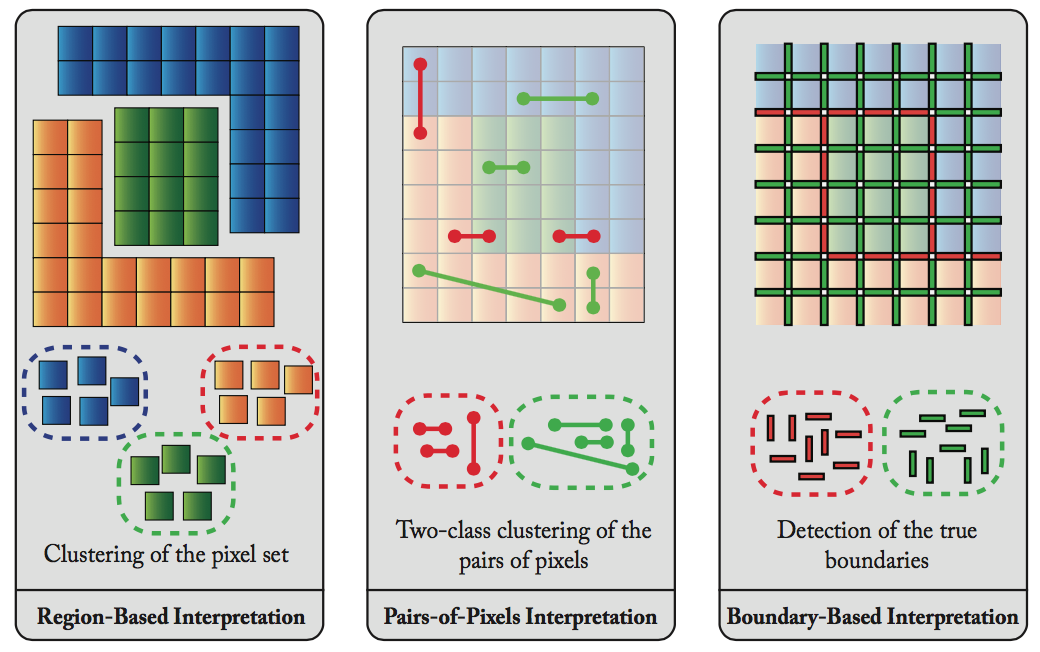 Clustering of the pixel set
Region-Based Interpretation
Two-class clustering of the
pairs of pixels
Pairs-of-Pixels Interpretation
Detection of the true
boundaries
Boundary-Based Interpretation